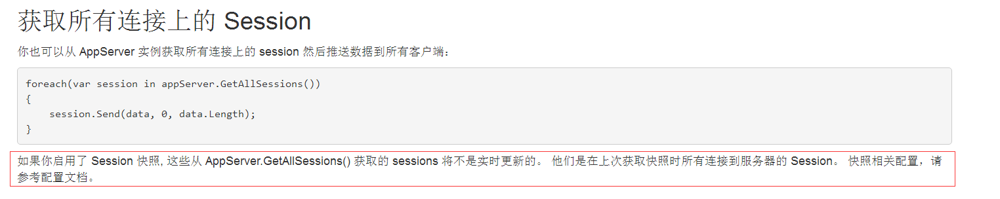 获取所有连接上的 Session
你也可以从 AppServer 实例获取所有连接上的 session 然后推送数据到所有客户端：
foreach(var session in appServer.GetAllSessions())
{
    session.Send(data, 0, data.Length);
}
如果你启用了 Session 快照, 这些从 AppServer.GetAllSessions() 获取的 sessions 将不是实时更新的。 他们是在上次获取快照时所有连接到服务器的 Session。 快照相关配置，请
参考配置文档。